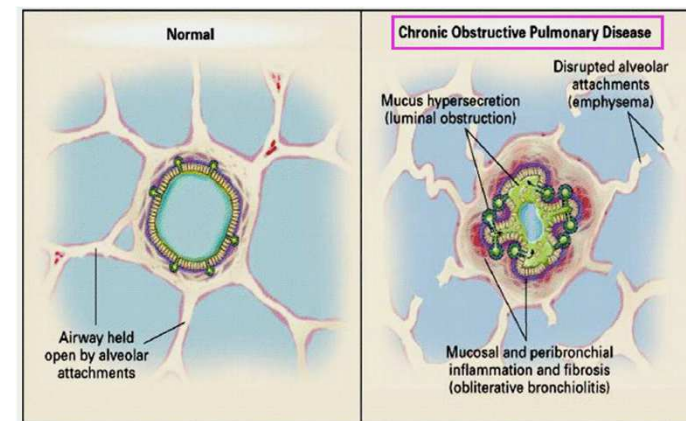 Normal
Airway held
open by alveolar
attachments
Chronic Obstructive Pulmonary Disease
Disrupted alveolar
attachments
(emphysema)
Mucus hypersecretion
(luminal obstruction)
Mucosal and peribronchial
inflammation and fibrosis
(obliterative bronchiolitis)